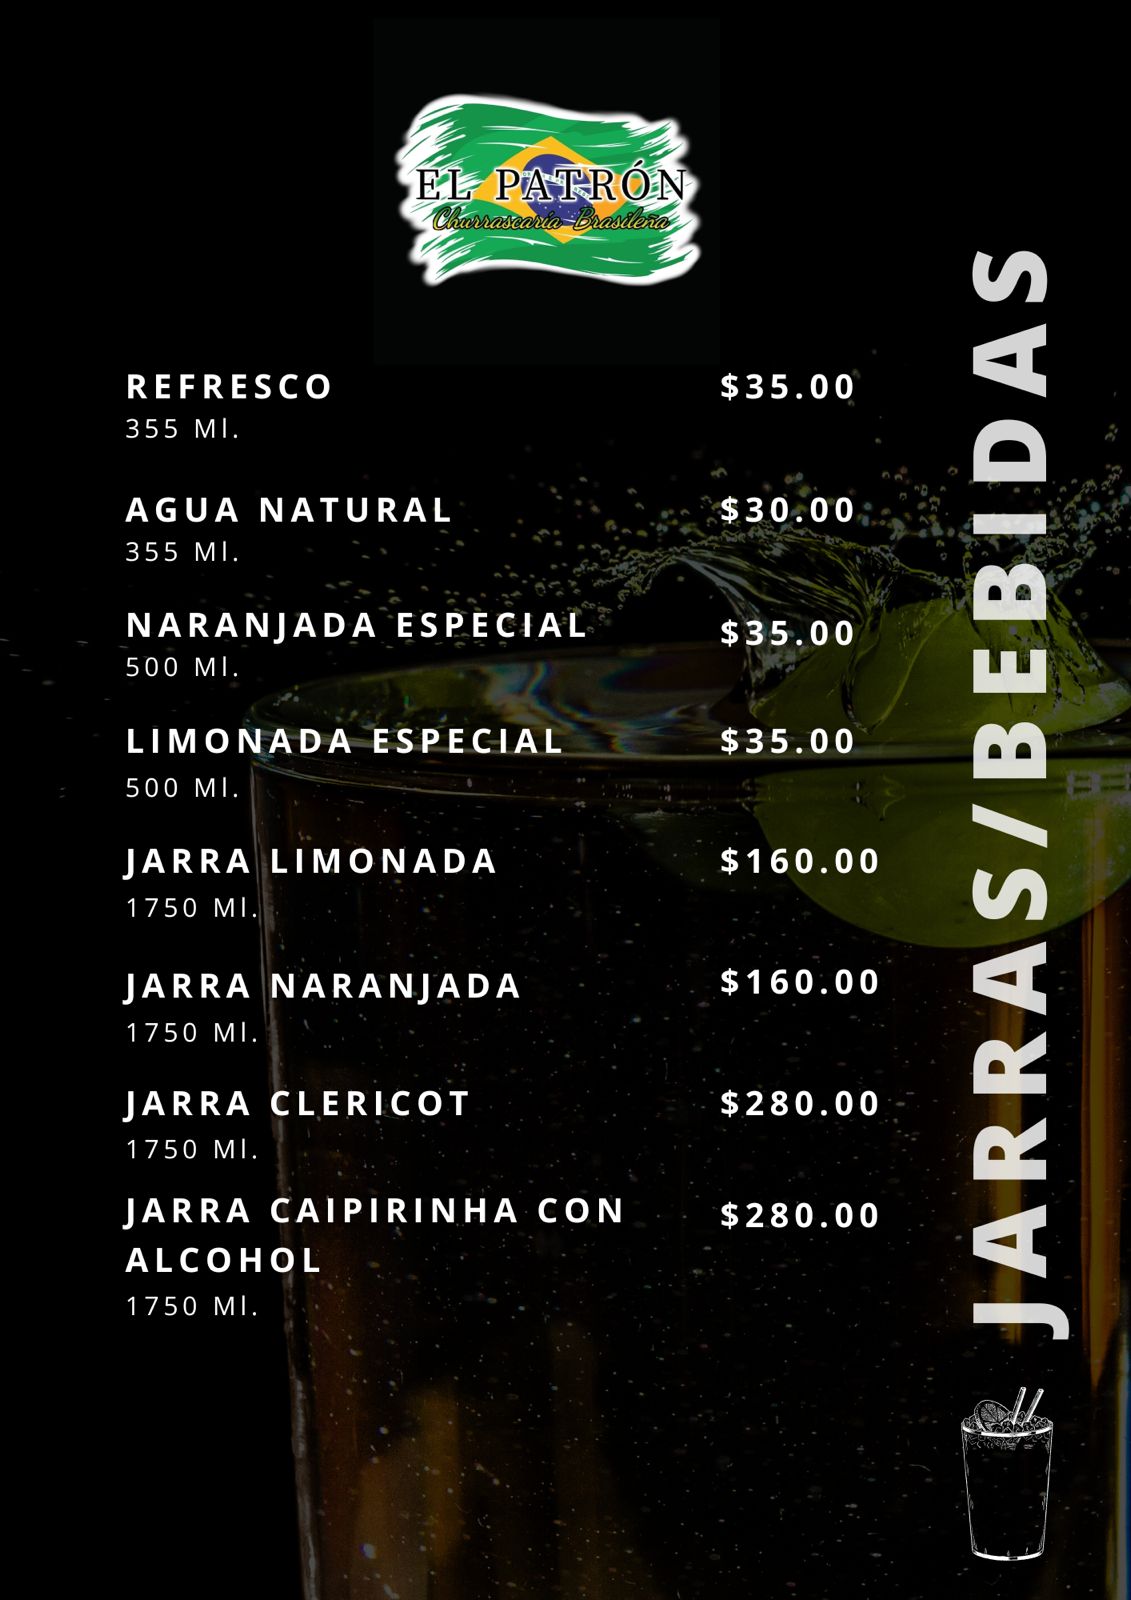 EL PATRÓN
Churrascaria Brasileña
REFRESCO $35.00
355 Ml.
AGUA NATURAL $30.00
355 Ml.
NARANJADA ESPECIAL $35.00
500 Ml.
LIMONADA ESPECIAL $35.00
500 Ml.
JARRA LIMONADA $160.00
1750 Ml.
JARRA NARANJADA $160.00
1750 Ml.
JARRA CLERICOT $280.00
1750 Ml.
JARRA CAIPIRINHA CON $280.00
ALCOHOL
1750 Ml.
JARRAS/BEBIDAS